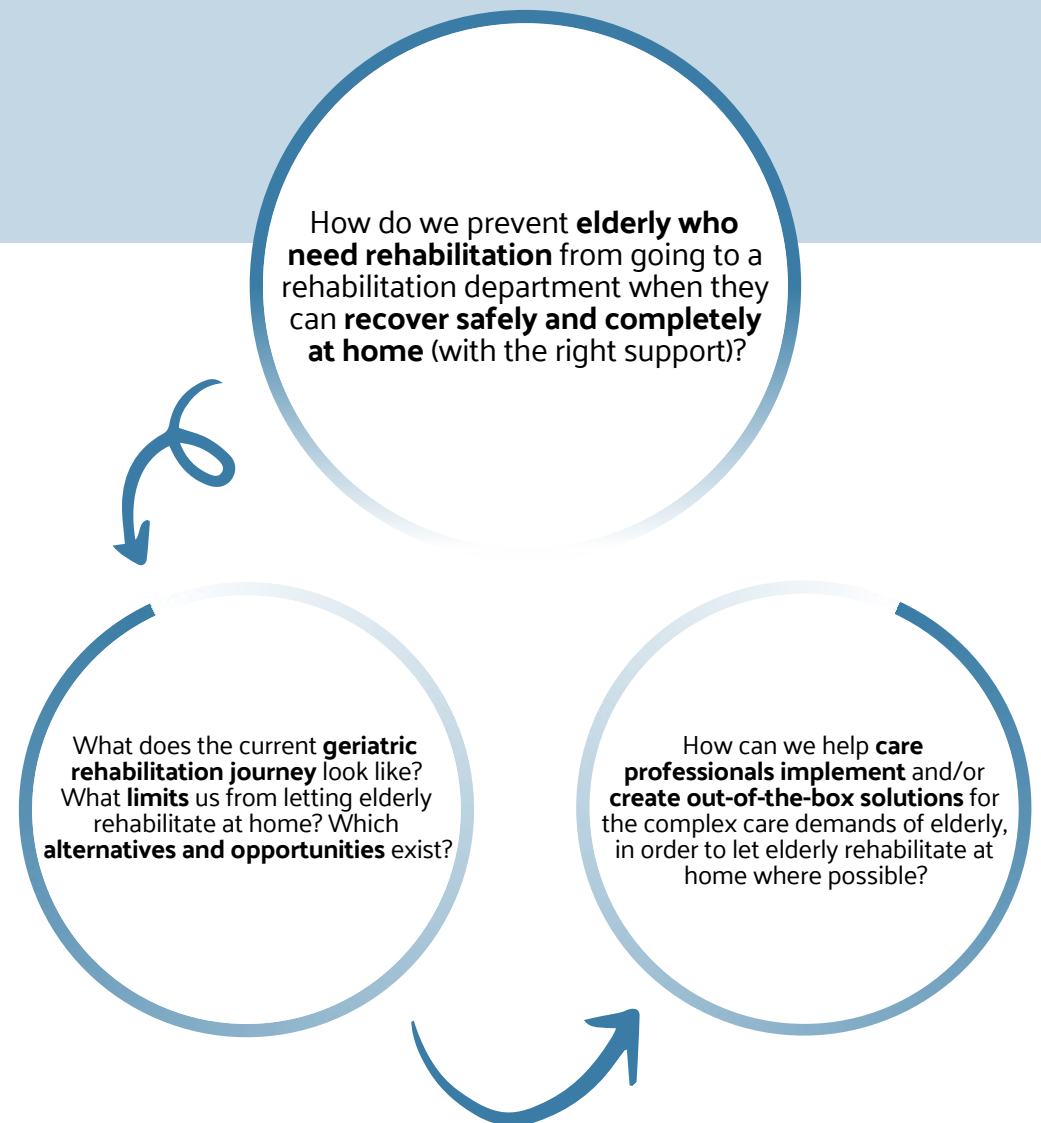 How do we prevent elderly who
need rehabilitation from going to a
rehabilitation department when they
can recover safely and completely
at home (with the right support)?
What does the current geriatric
rehabilitation journey look like?
What limits us from letting elderly
rehabilitate at home? Which
alternatives and opportunities exist?
How can we help care
professionals implement and/or
create out-of-the-box solutions for
the complex care demands of elderly,
in order to let elderly rehabilitate at
home where possible?